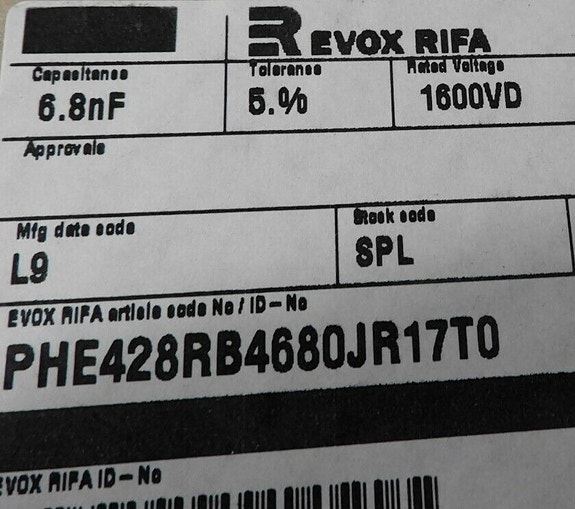 EVOX RIFA
Capacitance Tolerance Rated Voltage
6.8nF 5.% 1600VD
Approvals
Mfg date code Stock code
L9 SPL
EVOX RIFA article code No / ID-No
PHE428RB4680JR17T0
EVOX RIFA ID-No